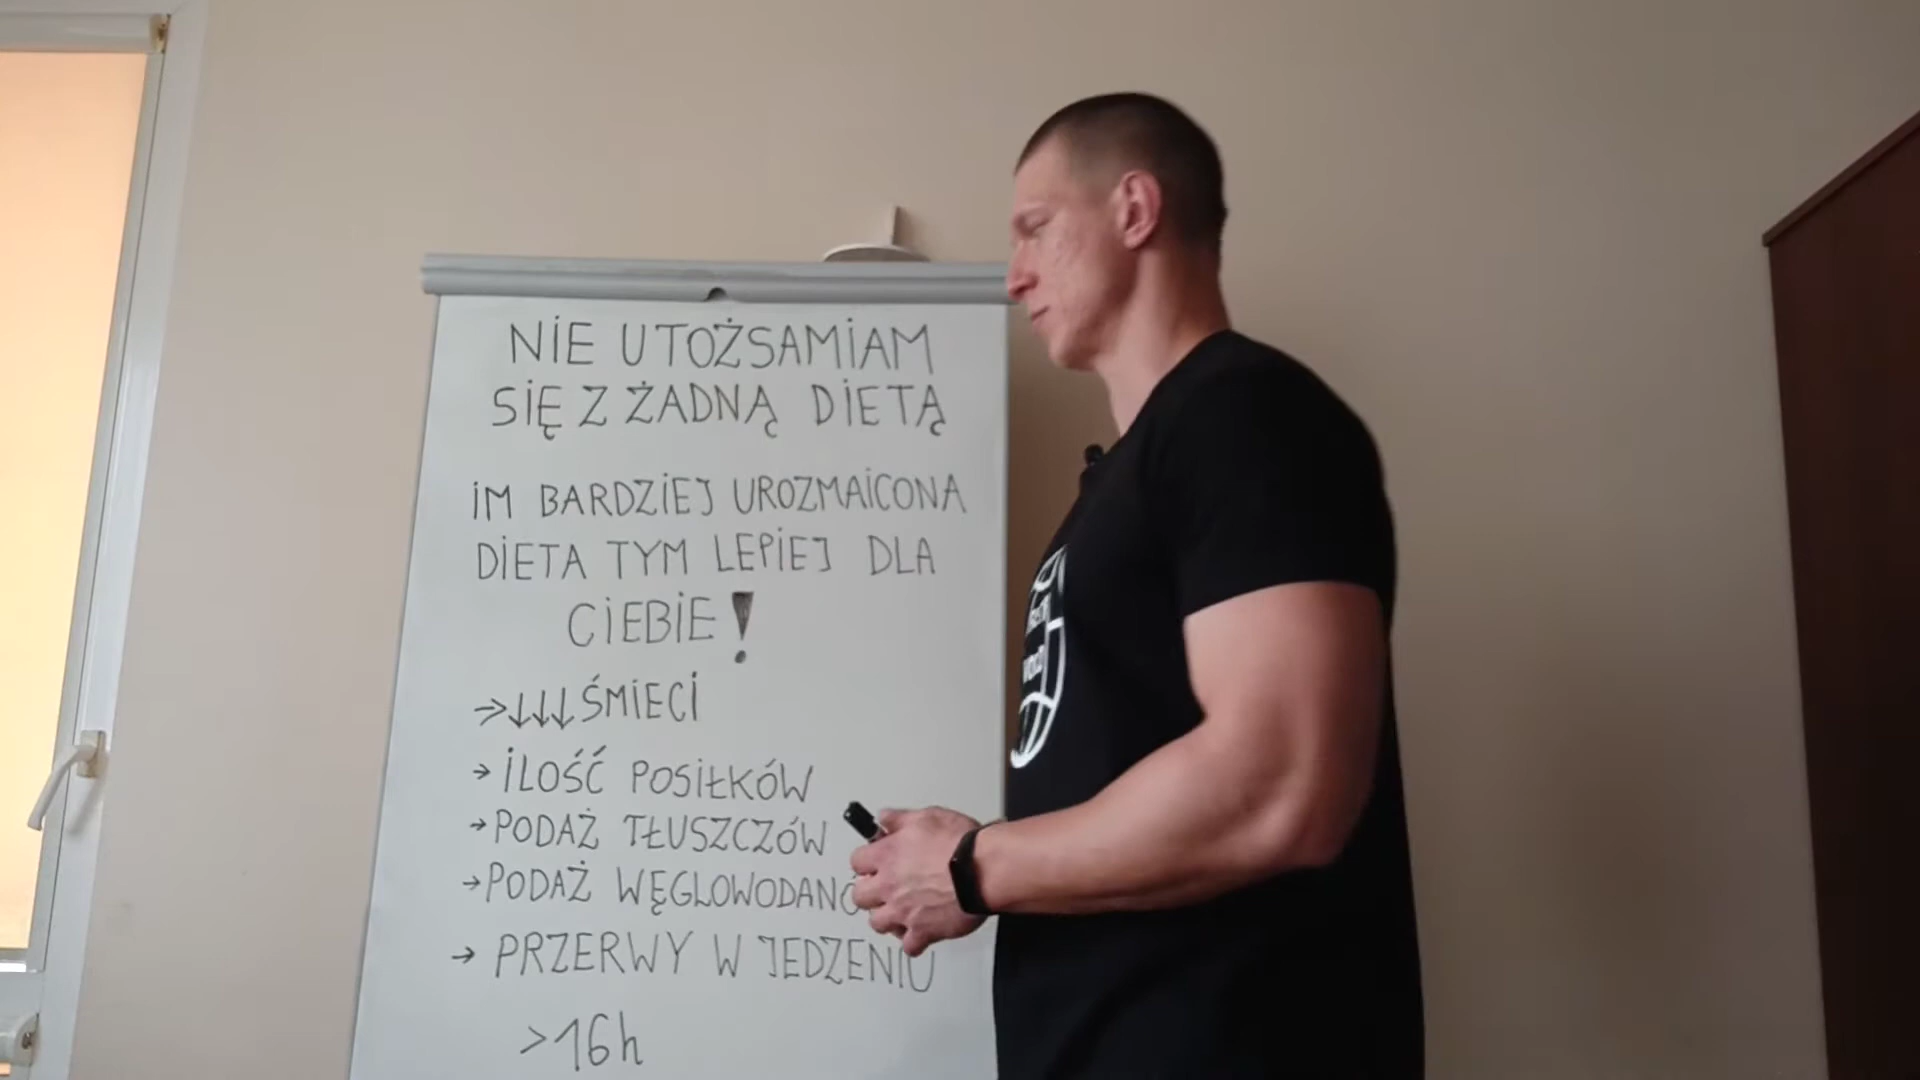 NIE UTOŻSAMIAM
SIĘ Z ŻADNĄ DIETĄ
IM BARDZIEJ UROZMAICONA
DIETA TYM LEPIEJ DLA
CIEBIE!
→↓↓↓ŚMIECI
→ ILOŚĆ POSIŁKÓW
→PODAŻ TŁUSZCZÓW
→PODAŻ WĘGLOWODANÓ
→ PRZERWY W JEDZENIU
>16h